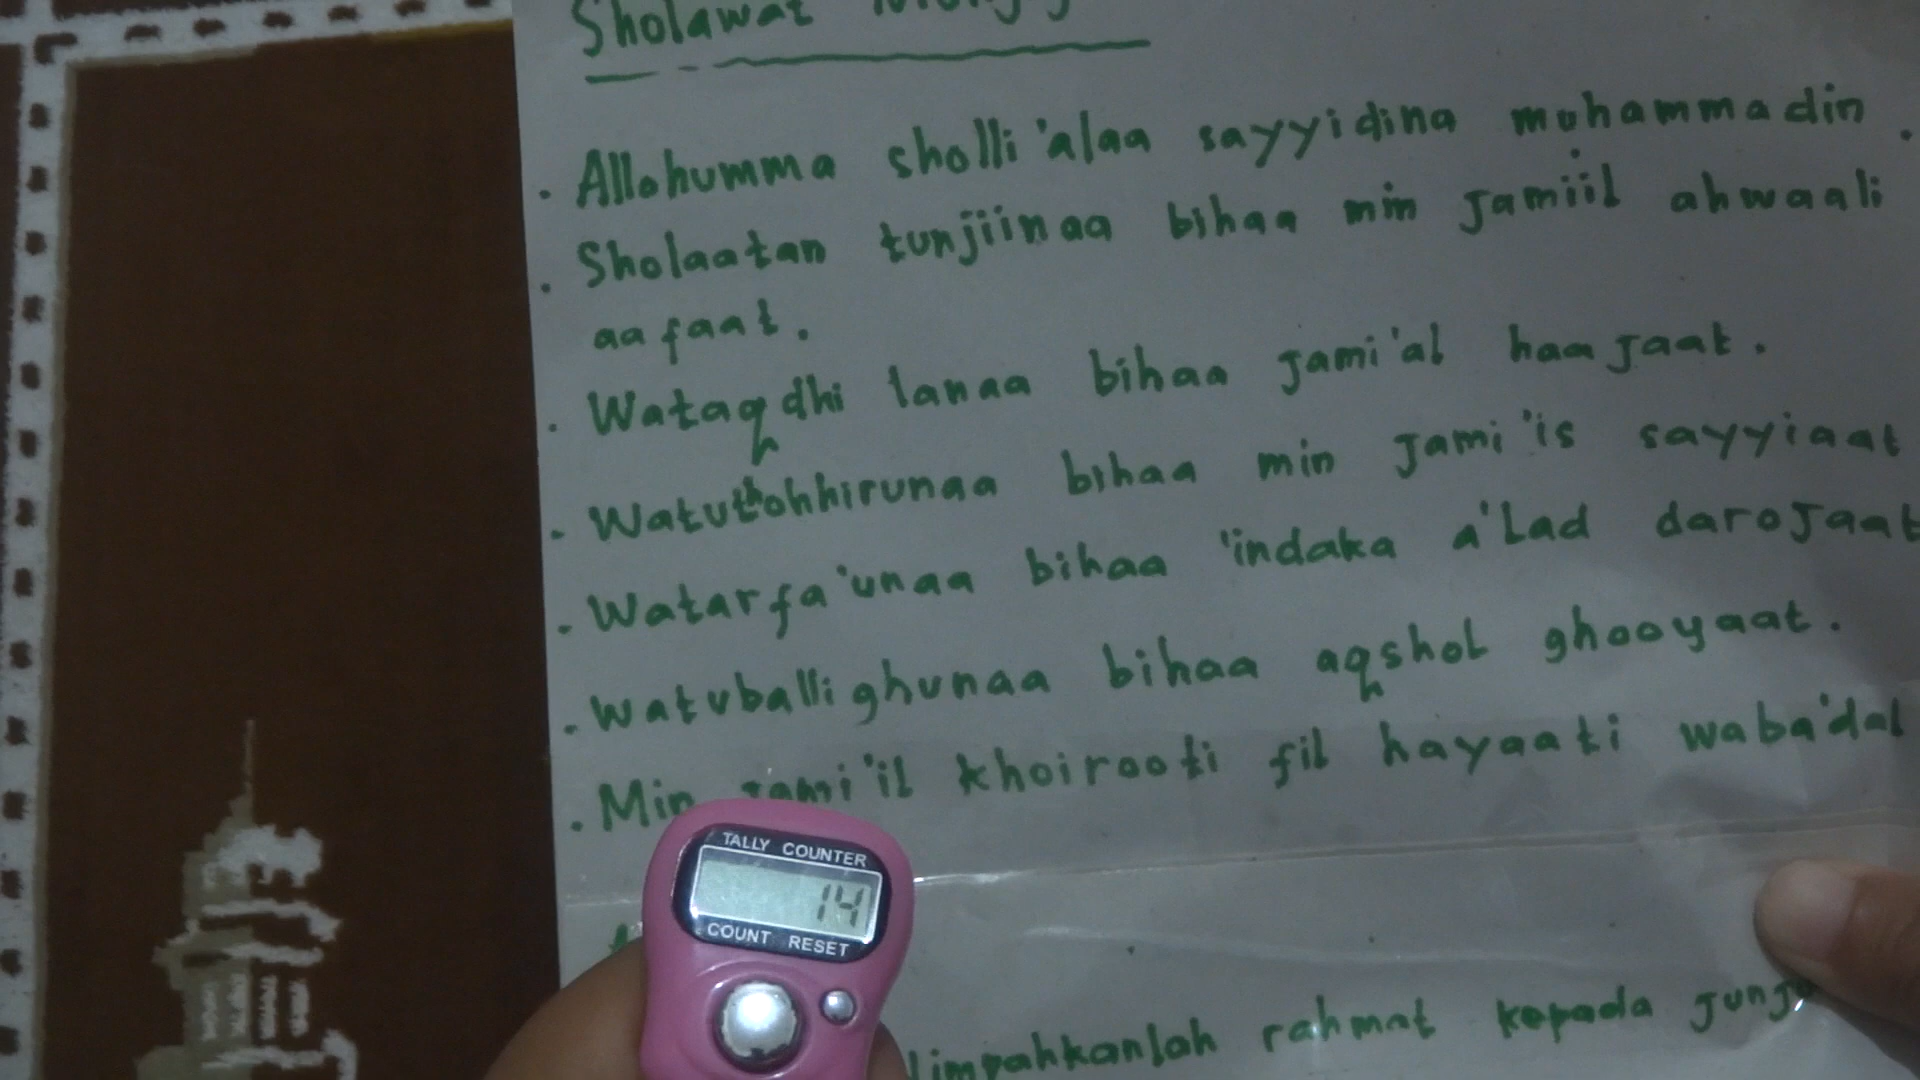 Sholawat
. Allohumma sholli 'alaa sayyidina muhammadin.
. Sholaatan tunjiinaa bihaa min Jamiil ahwaali
aafaat.
. Wataqdhi lanaa bihaa Jami'al haaJaat.
. Watuthohhirunaa bihaa min Jami'is sayyiaat
. Watarfa'unaa bihaa 'indaka a'Lad daroJaat
. Watuballighunaa bihaa aqshol ghooyaat.
. Min Jami'il khoirooti fil hayaati waba'dal
TALLY COUNTER
14
COUNT RESET
limpahkanlah rahmat kepada